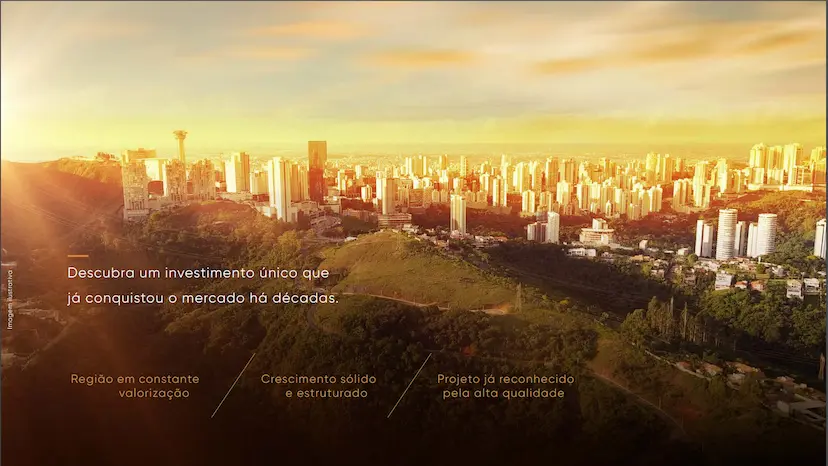 Descubra um investimento único que
já conquistou o mercado há décadas.
Região em constante
valorização
Crescimento sólido
e estruturado
Projeto já reconhecido
pela alta qualidade
Imagem ilustrativa